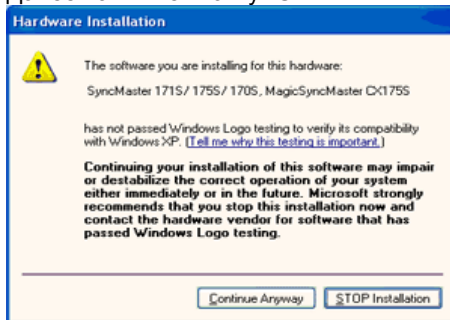 Hardware Installation
The software you are installing for this hardware:
SyncMaster 171S/ 175S/ 170S, MagicSyncMaster CX175S
has not passed Windows Logo testing to verify its compatibility
with Windows XP. (Tell me why this testing is important.)
Continuing your installation of this software may impair
or destabilize the correct operation of your system
either immediately or in the future. Microsoft strongly
recommends that you stop this installation now and
contact the hardware vendor for software that has
passed Windows Logo testing.
Continue Anyway STOP Installation